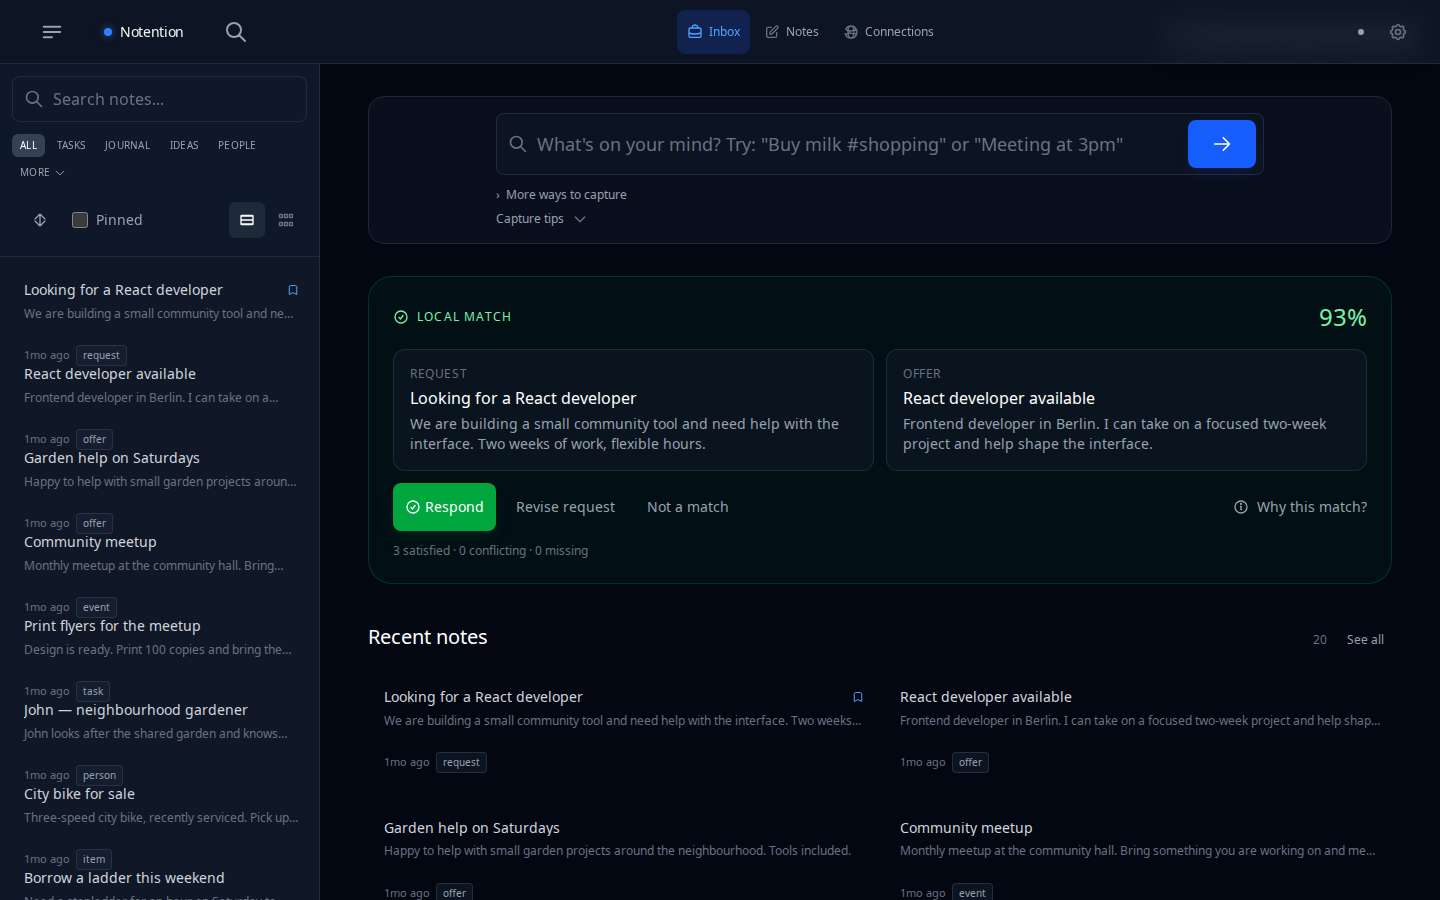 Notention
Inbox
Notes
Connections
Search notes...
ALL TASKS JOURNAL IDEAS PEOPLE
MORE
Pinned
Looking for a React developer
We are building a small community tool and ne...
1mo ago request
React developer available
Frontend developer in Berlin. I can take on a...
1mo ago offer
Garden help on Saturdays
Happy to help with small garden projects aroun...
1mo ago offer
Community meetup
Monthly meetup at the community hall. Bring...
1mo ago event
Print flyers for the meetup
Design is ready. Print 100 copies and bring the...
1mo ago task
John — neighbourhood gardener
John looks after the shared garden and knows...
1mo ago person
City bike for sale
Three-speed city bike, recently serviced. Pick up...
1mo ago item
Borrow a ladder this weekend
What's on your mind? Try: "Buy milk #shopping" or "Meeting at 3pm"
› More ways to capture
Capture tips
LOCAL MATCH
93%
REQUEST
Looking for a React developer
We are building a small community tool and need help with the
interface. Two weeks of work, flexible hours.
OFFER
React developer available
Frontend developer in Berlin. I can take on a focused two-week
project and help shape the interface.
Respond
Revise request
Not a match
Why this match?
3 satisfied · 0 conflicting · 0 missing
Recent notes
20
See all
Looking for a React developer
We are building a small community tool and need help with the interface. Two weeks...
1mo ago request
React developer available
Frontend developer in Berlin. I can take on a focused two-week project and help shap...
1mo ago offer
Garden help on Saturdays
Happy to help with small garden projects around the neighbourhood. Tools included.
1mo ago offer
Community meetup
Monthly meetup at the community hall. Bring something you are working on and me...
1mo ago event